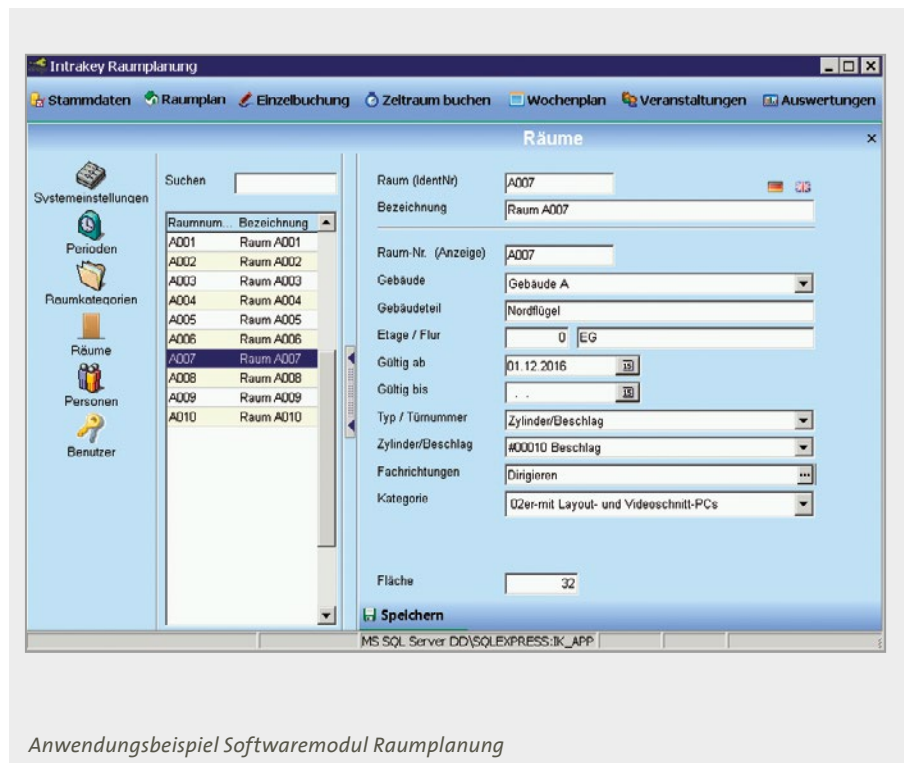 Intrakey Raumplanung
Stammdaten Raumplan Einzelbuchung Zeitraum buchen Wochenplan Veranstaltungen Auswertungen
Räume
Systemeinstellungen
Perioden
Raumkategorien
Räume
Personen
Benutzer
Suchen
Raumnum... Bezeichnung
A001 Raum A001
A002 Raum A002
A003 Raum A003
A004 Raum A004
A005 Raum A005
A006 Raum A006
A007 Raum A007
A008 Raum A008
A009 Raum A009
A010 Raum A010
Raum (IdentNr) A007
Bezeichnung Raum A007
Raum-Nr. (Anzeige) A007
Gebäude Gebäude A
Gebäudeteil Nordflügel
Etage / Flur 0 EG
Gültig ab 01.12.2016 15
Gültig bis . . 15
Typ / Türnummer Zylinder/Beschlag
Zylinder/Beschlag #00010 Beschlag
Fachrichtungen Dirigieren ...
Kategorie 02er-mit Layout- und Videoschnitt-PCs
Fläche 32
Speichern
MS SQL Server DD\SQLEXPRESS:IK_APP
Anwendungsbeispiel Softwaremodul Raumplanung